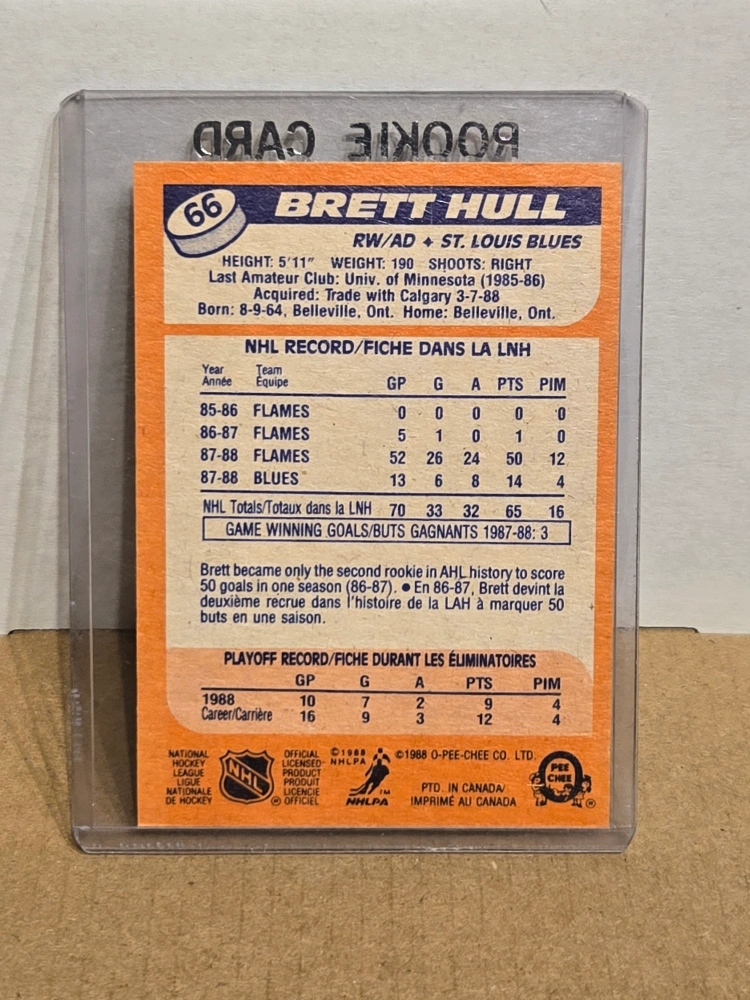 ROOKIE CARD
66
BRETT HULL
RW/AD ✦ ST. LOUIS BLUES
HEIGHT: 5'11" WEIGHT: 190 SHOOTS: RIGHT
Last Amateur Club: Univ. of Minnesota (1985-86)
Acquired: Trade with Calgary 3-7-88
Born: 8-9-64, Belleville, Ont. Home: Belleville, Ont.
NHL RECORD/FICHE DANS LA LNH
Year Team
Année Équipe GP G A PTS PIM
85-86 FLAMES 0 0 0 0 0
86-87 FLAMES 5 1 0 1 0
87-88 FLAMES 52 26 24 50 12
87-88 BLUES 13 6 8 14 4
NHL Totals/Totaux dans la LNH 70 33 32 65 16
GAME WINNING GOALS/BUTS GAGNANTS 1987-88: 3
Brett became only the second rookie in AHL history to score
50 goals in one season (86-87). ● En 86-87, Brett devint la
deuxième recrue dans l'histoire de la LAH à marquer 50
buts en une saison.
PLAYOFF RECORD/FICHE DURANT LES ÉLIMINATOIRES
GP G A PTS PIM
1988 10 7 2 9 4
Career/Carrière 16 9 3 12 4
NATIONAL
HOCKEY
LEAGUE
LIGUE
NATIONALE
DE HOCKEY
NHL
®
OFFICIAL
LICENSED
PRODUCT
PRODUIT
LICENCIE
OFFICIEL
©1988
NHLPA
TM
NHLPA
©1988 O-PEE-CHEE CO. LTD.
PTD. IN CANADA/
IMPRIMÉ AU CANADA
O
PEE
CHEE
®